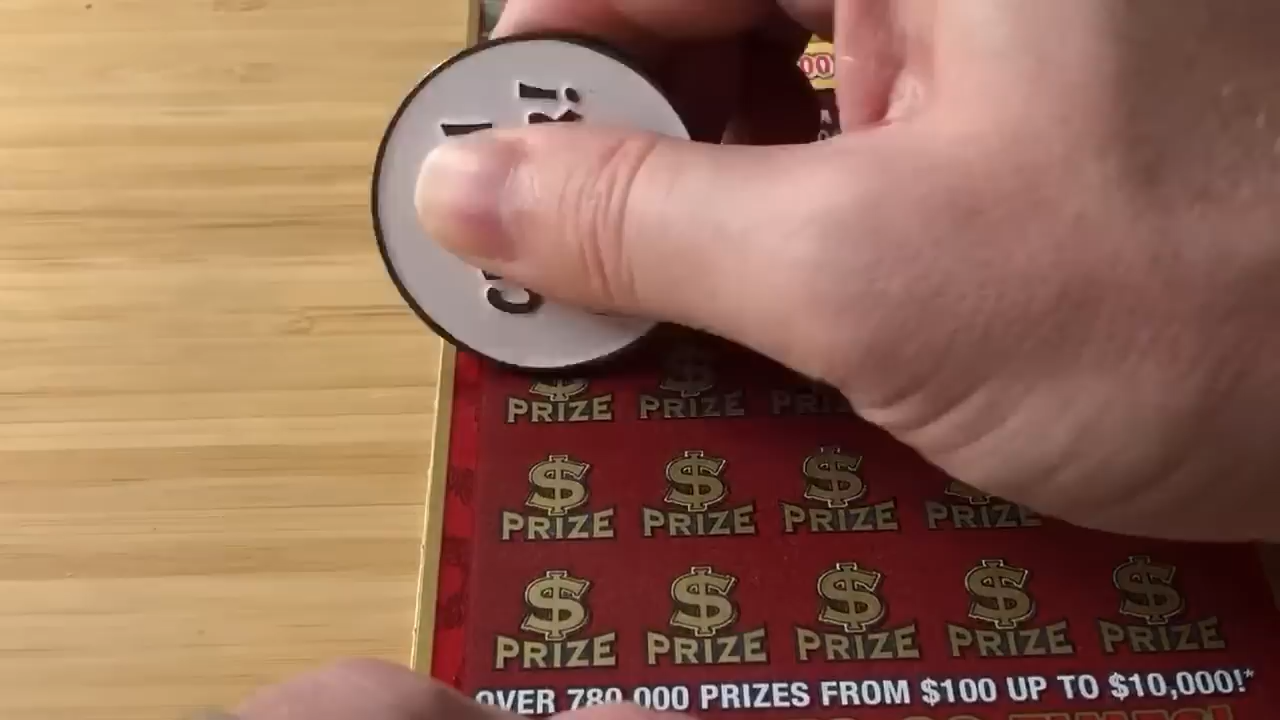 $ $
PRIZE PRIZE
$ $ $ $
PRIZE PRIZE PRIZE PRIZE
$ $ $ $ $
PRIZE PRIZE PRIZE PRIZE PRIZE
OVER 780,000 PRIZES FROM $100 UP TO $10,000!*